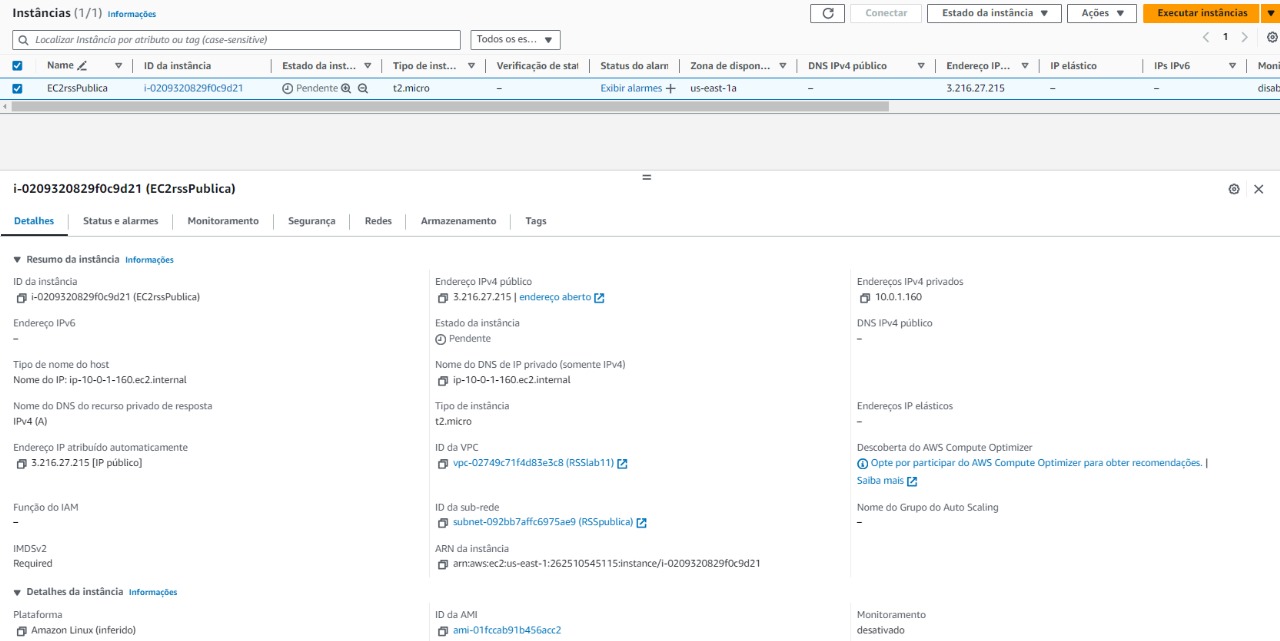 Instâncias (1/1) Informações
Conectar
Estado da instância
Ações
Executar instâncias
Localizar Instância por atributo ou tag (case-sensitive)
Todos os es...
1
Name ID da instância Estado da inst... Tipo de inst... Verificação de stat Status do alarm Zona de dispon... DNS IPv4 público Endereço IP... IP elástico IPs IPv6 Moni
EC2rssPublica i-0209320829f0c9d21 Pendente t2.micro – Exibir alarmes + us-east-1a – 3.216.27.215 – – disab
i-0209320829f0c9d21 (EC2rssPublica)
Detalhes Status e alarmes Monitoramento Segurança Redes Armazenamento Tags
Resumo da instância Informações
ID da instância
i-0209320829f0c9d21 (EC2rssPublica)
Endereço IPv4 público
3.216.27.215 | endereço aberto
Endereços IPv4 privados
10.0.1.160
Endereço IPv6
–
Estado da instância
Pendente
DNS IPv4 público
–
Tipo de nome do host
Nome do IP: ip-10-0-1-160.ec2.internal
Nome do DNS de IP privado (somente IPv4)
ip-10-0-1-160.ec2.internal
Nome do DNS do recurso privado de resposta
IPv4 (A)
Tipo de instância
t2.micro
Endereços IP elásticos
–
Endereço IP atribuído automaticamente
3.216.27.215 [IP público]
ID da VPC
vpc-02749c71f4d83e3c8 (RSSlab11)
Descoberta do AWS Compute Optimizer
Opte por participar do AWS Compute Optimizer para obter recomendações. |
Saiba mais
Função do IAM
–
ID da sub-rede
subnet-092bb7affc6975ae9 (RSSpublica)
Nome do Grupo do Auto Scaling
–
IMDSv2
Required
ARN da instância
arn:aws:ec2:us-east-1:262510545115:instance/i-0209320829f0c9d21
Detalhes da instância Informações
Plataforma
Amazon Linux (inferido)
ID da AMI
ami-01fccab91b456acc2
Monitoramento
desativado